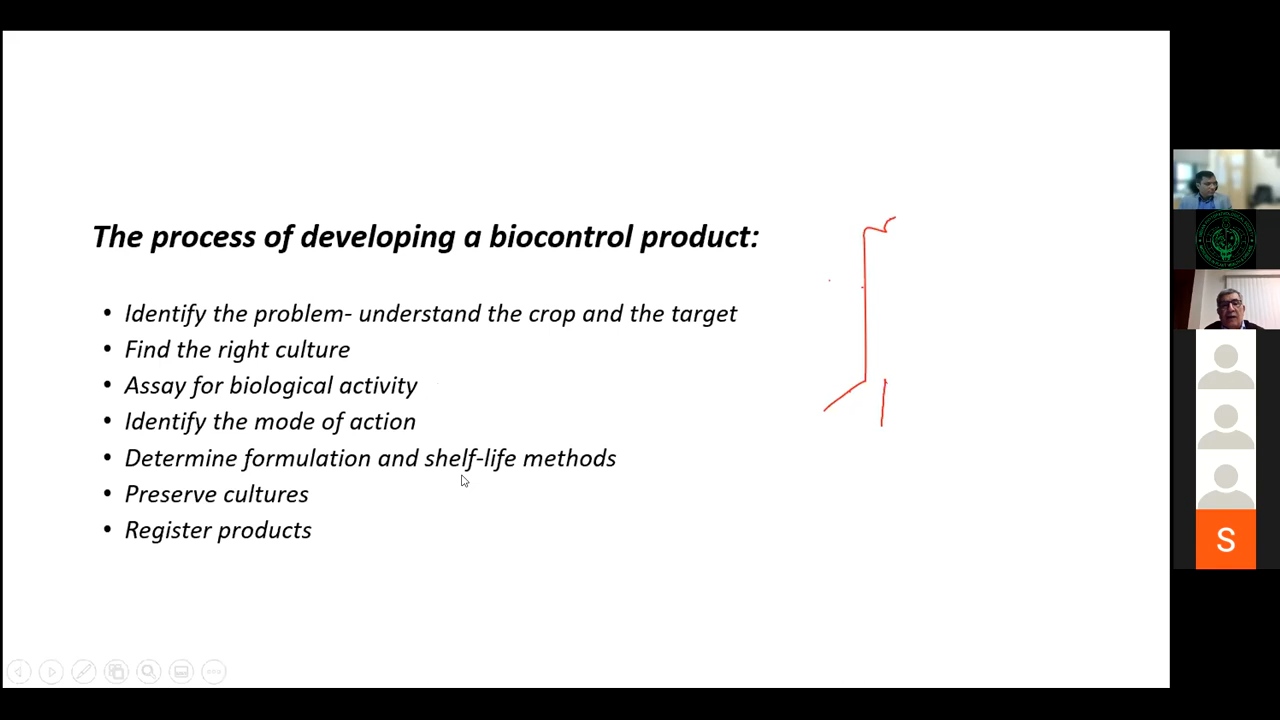 The process of developing a biocontrol product:
• Identify the problem- understand the crop and the target
• Find the right culture
• Assay for biological activity
• Identify the mode of action
• Determine formulation and shelf-life methods
• Preserve cultures
• Register products
S